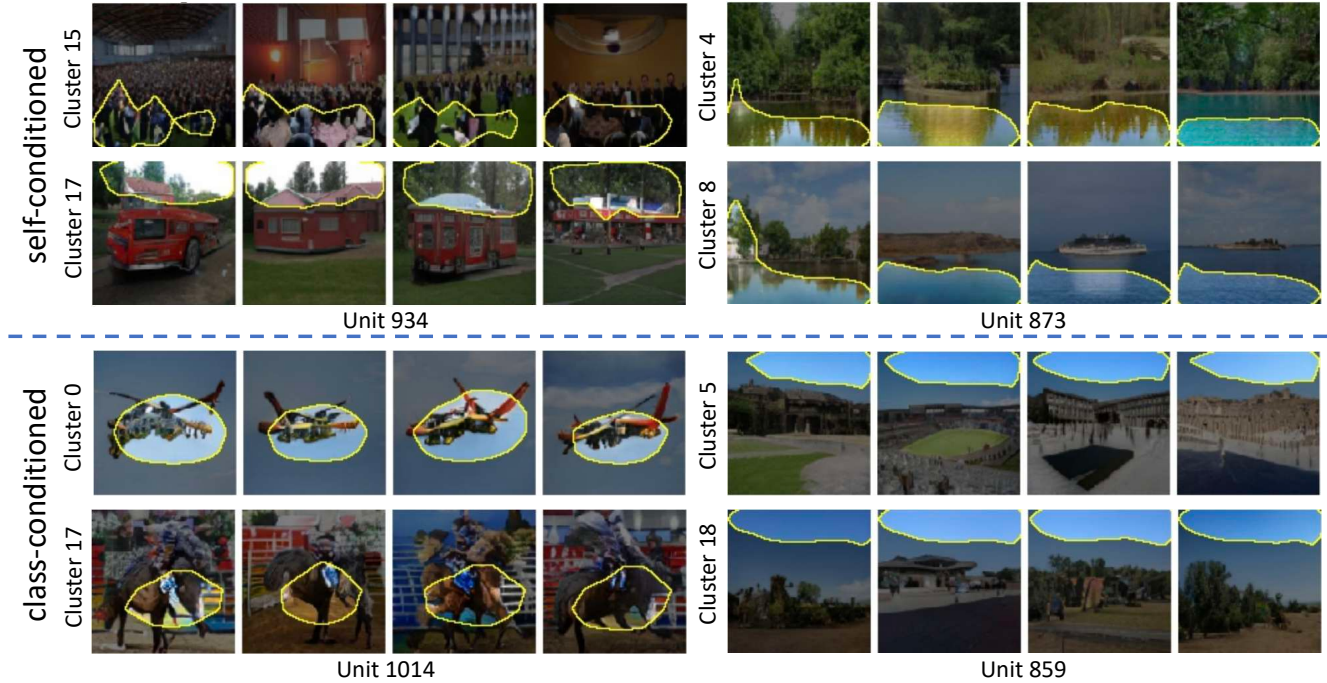 self-conditioned
Cluster 15
Cluster 17
Unit 934
Cluster 4
Cluster 8
Unit 873
class-conditioned
Cluster 0
Cluster 17
Unit 1014
Cluster 5
Cluster 18
Unit 859